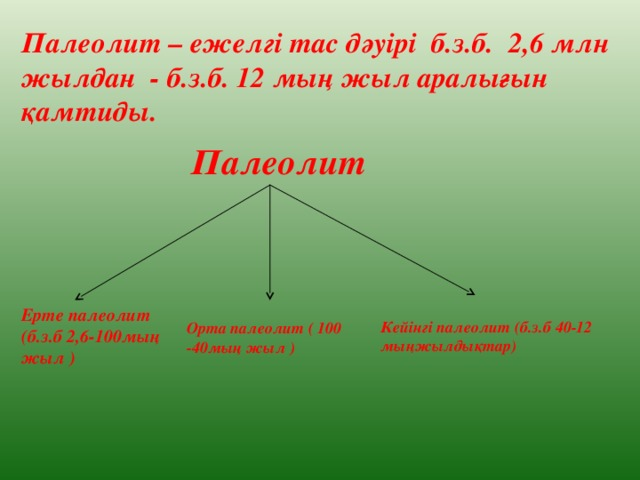 Палеолит – ежелгі тас дәуірі б.з.б. 2,6 млн
жылдан - б.з.б. 12 мың жыл аралығын
қамтиды.
Палеолит
Ерте палеолит
(б.з.б 2,6-100мың
жыл )
Орта палеолит ( 100
-40мың жыл )
Кейінгі палеолит (б.з.б 40-12
мыңжылдықтар)